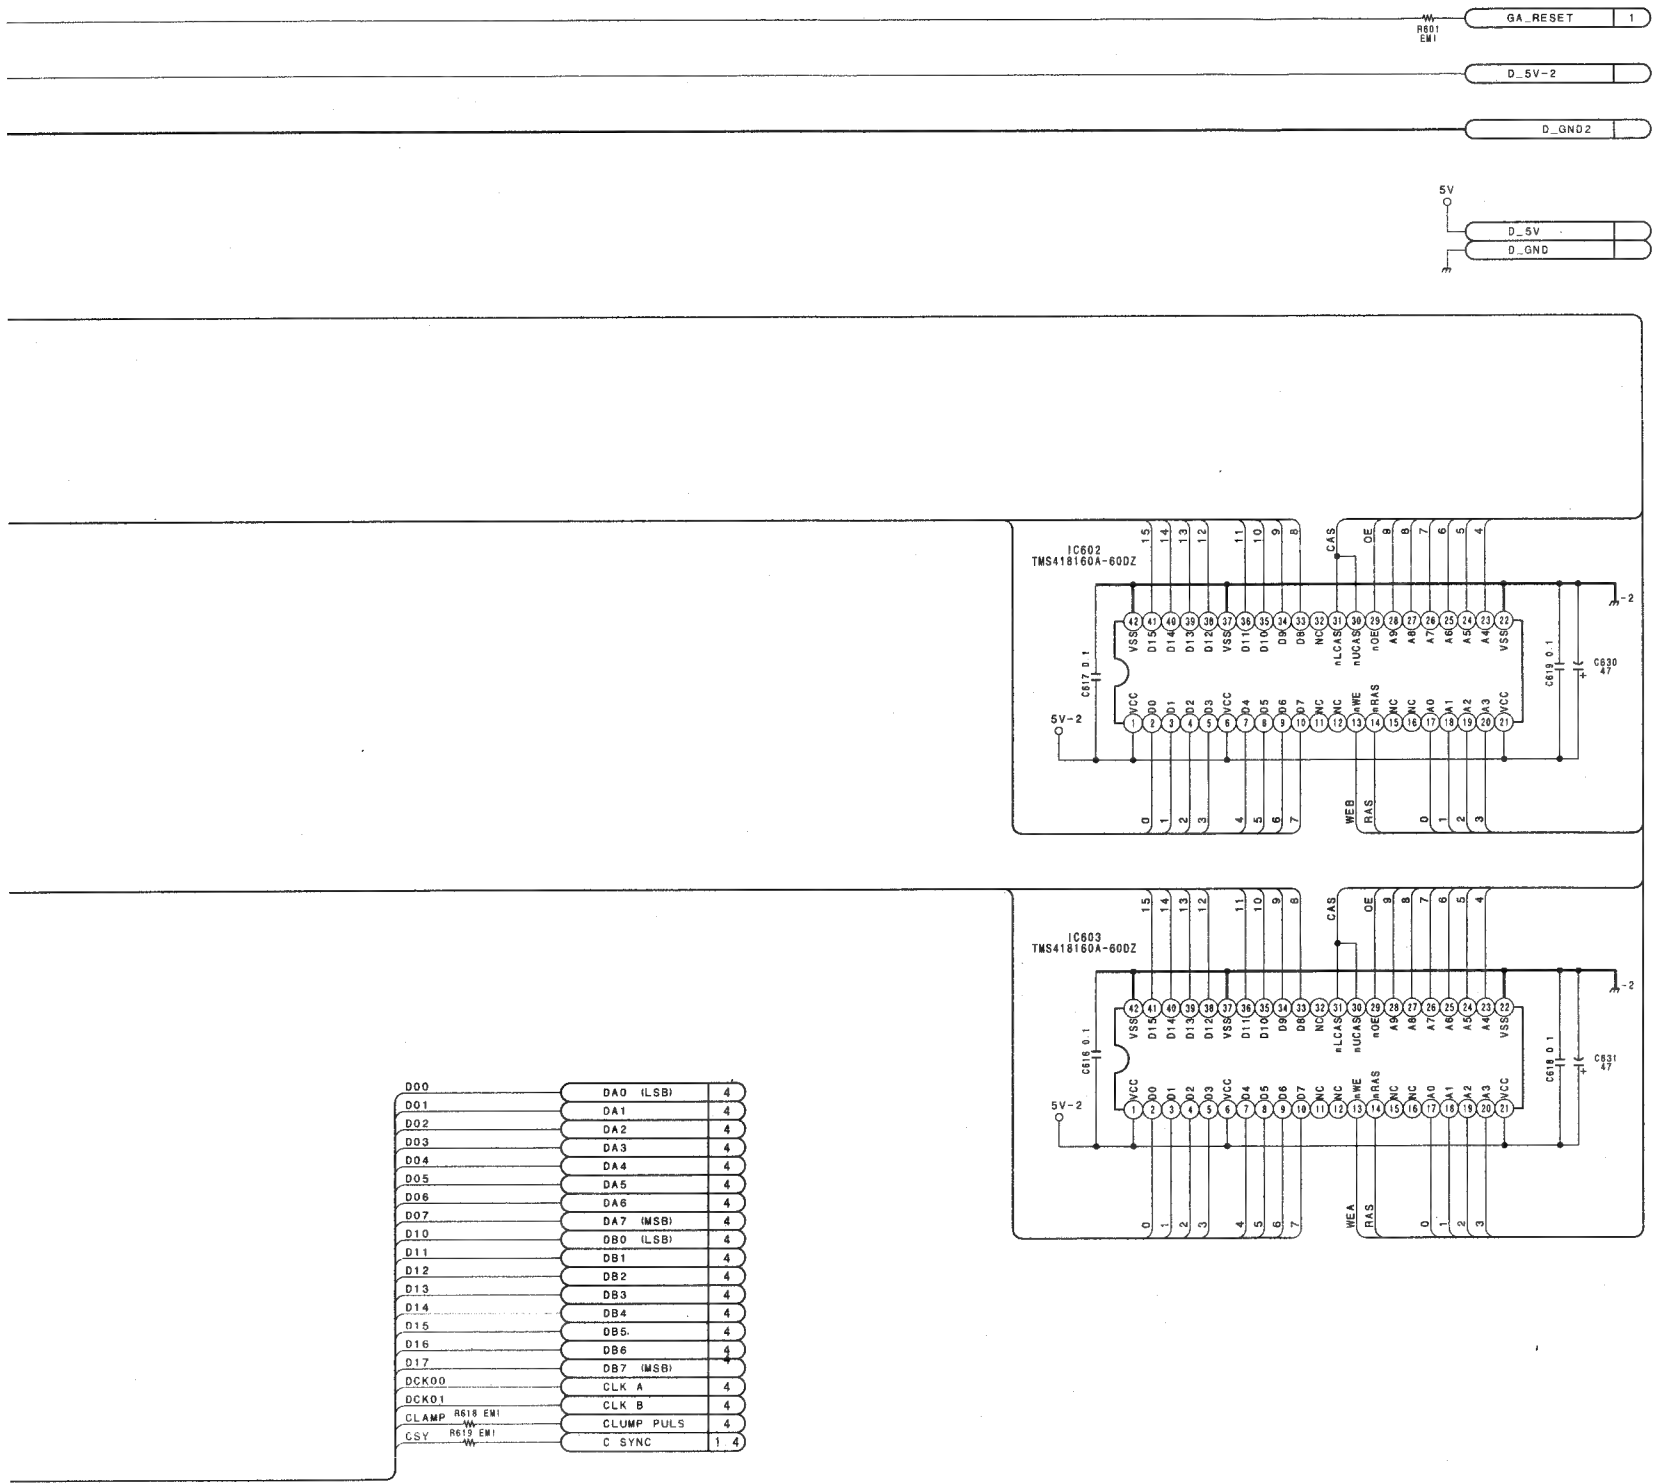 GA_RESET 1
R601
EMI
D_5V-2
D_GND2
5V
D_5V
D_GND
15 14 13 12 11 10 9 8 CAS OE 9 8 7 6 5 4
IC602
TMS418160A-60DZ
-2
42 41 40 39 38 37 36 35 34 33 32 31 30 29 28 27 26 25 24 23 22
VSS D15 D14 D13 D12 VSS D11 D10 D9 D8 NC nLCAS nUCAS nOE A9 A8 A7 A6 A5 A4 VSS
C617 0.1
C619 0.1
C630
47
+
5V-2
VCC D0 D1 D2 D3 VCC D4 D5 D6 D7 NC NC nWE nRAS NC NC A0 A1 A2 A3 VCC
1 2 3 4 5 6 7 8 9 10 11 12 13 14 15 16 17 18 19 20 21
0 1 2 3 4 5 6 7 WEB RAS 0 1 2 3
15 14 13 12 11 10 9 8 CAS OE 9 8 7 6 5 4
IC603
TMS418160A-60DZ
-2
42 41 40 39 38 37 36 35 34 33 32 31 30 29 28 27 26 25 24 23 22
VSS D15 D14 D13 D12 VSS D11 D10 D9 D8 NC nLCAS nUCAS nOE A9 A8 A7 A6 A5 A4 VSS
C616 0.1
C618 0.1
C631
47
+
5V-2
VCC D0 D1 D2 D3 VCC D4 D5 D6 D7 NC NC nWE nRAS NC NC A0 A1 A2 A3 VCC
1 2 3 4 5 6 7 8 9 10 11 12 13 14 15 16 17 18 19 20 21
0 1 2 3 4 5 6 7 WEA RAS 0 1 2 3
D00 DA0 (LSB) 4
D01 DA1 4
D02 DA2 4
D03 DA3 4
D04 DA4 4
D05 DA5 4
D06 DA6 4
D07 DA7 (MSB) 4
D10 DB0 (LSB) 4
D11 DB1 4
D12 DB2 4
D13 DB3 4
D14 DB4 4
D15 DB5 4
D16 DB6 4
D17 DB7 (MSB) 4
DCK00 CLK A 4
DCK01 CLK B 4
CLAMP R618 EMI CLUMP PULS 4
CSY R619 EMI C SYNC 1 4